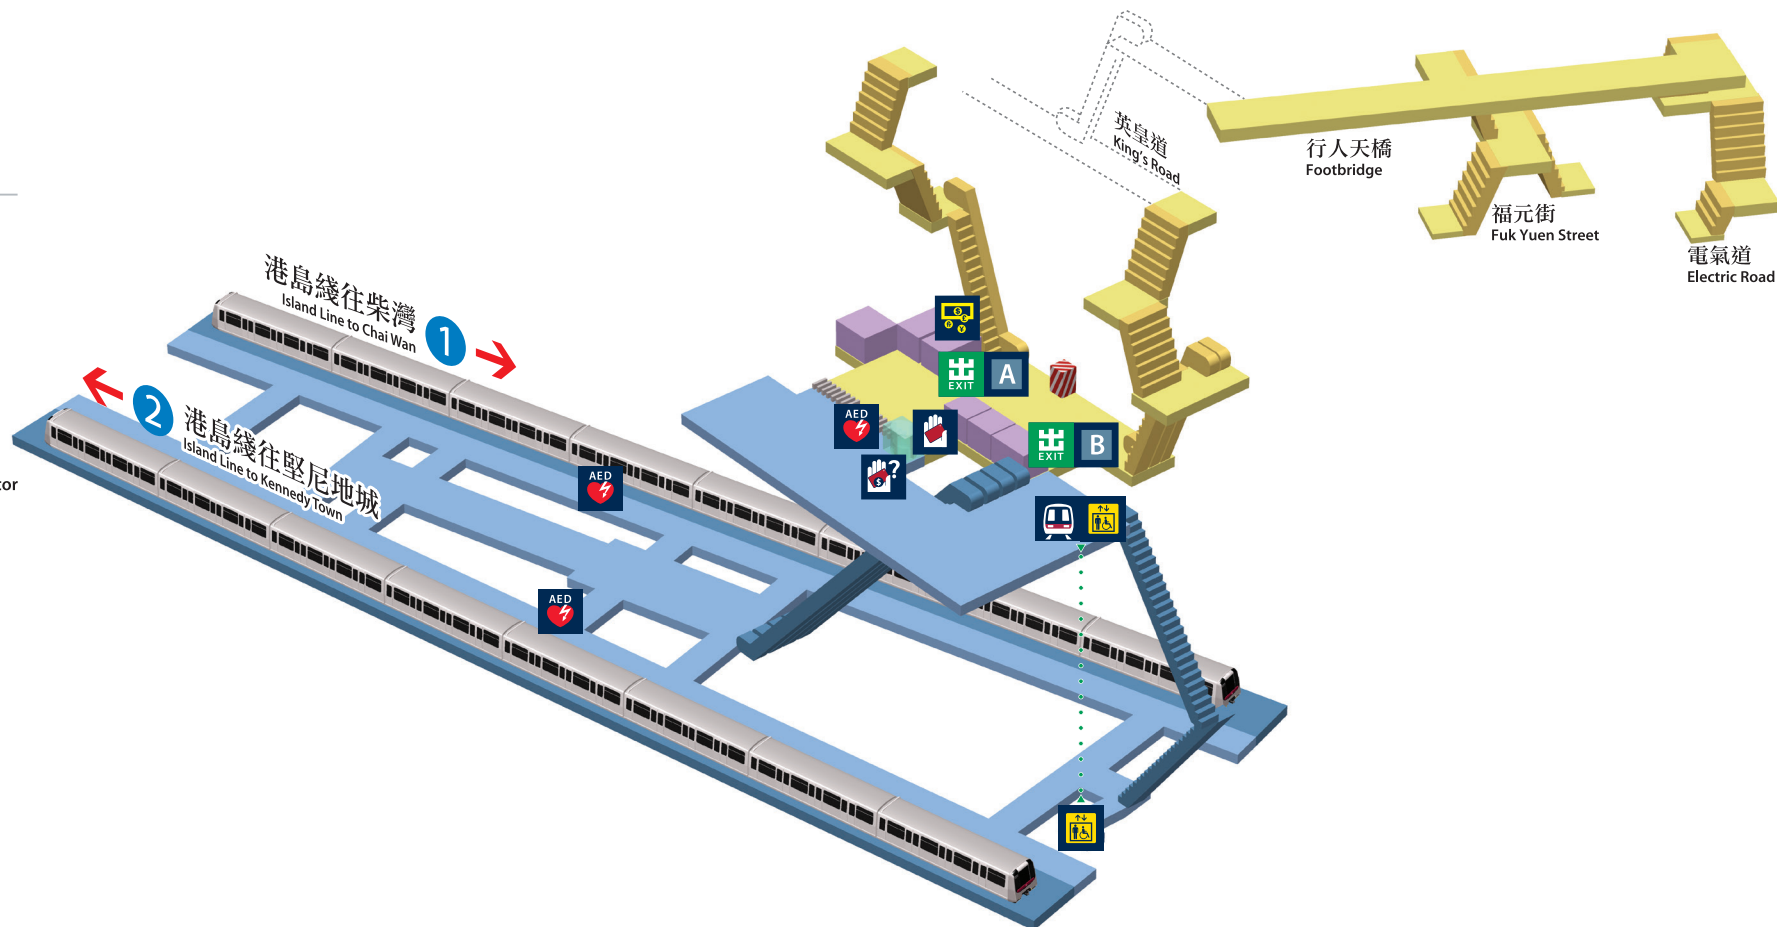 英皇道
King's Road
行人天橋
Footbridge
福元街
Fuk Yuen Street
電氣道
Electric Road
港島綫往柴灣
Island Line to Chai Wan
1
2
港島綫往堅尼地城
Island Line to Kennedy Town
tor
出
EXIT
A
AED
出
EXIT
B
?
$
AED
AED